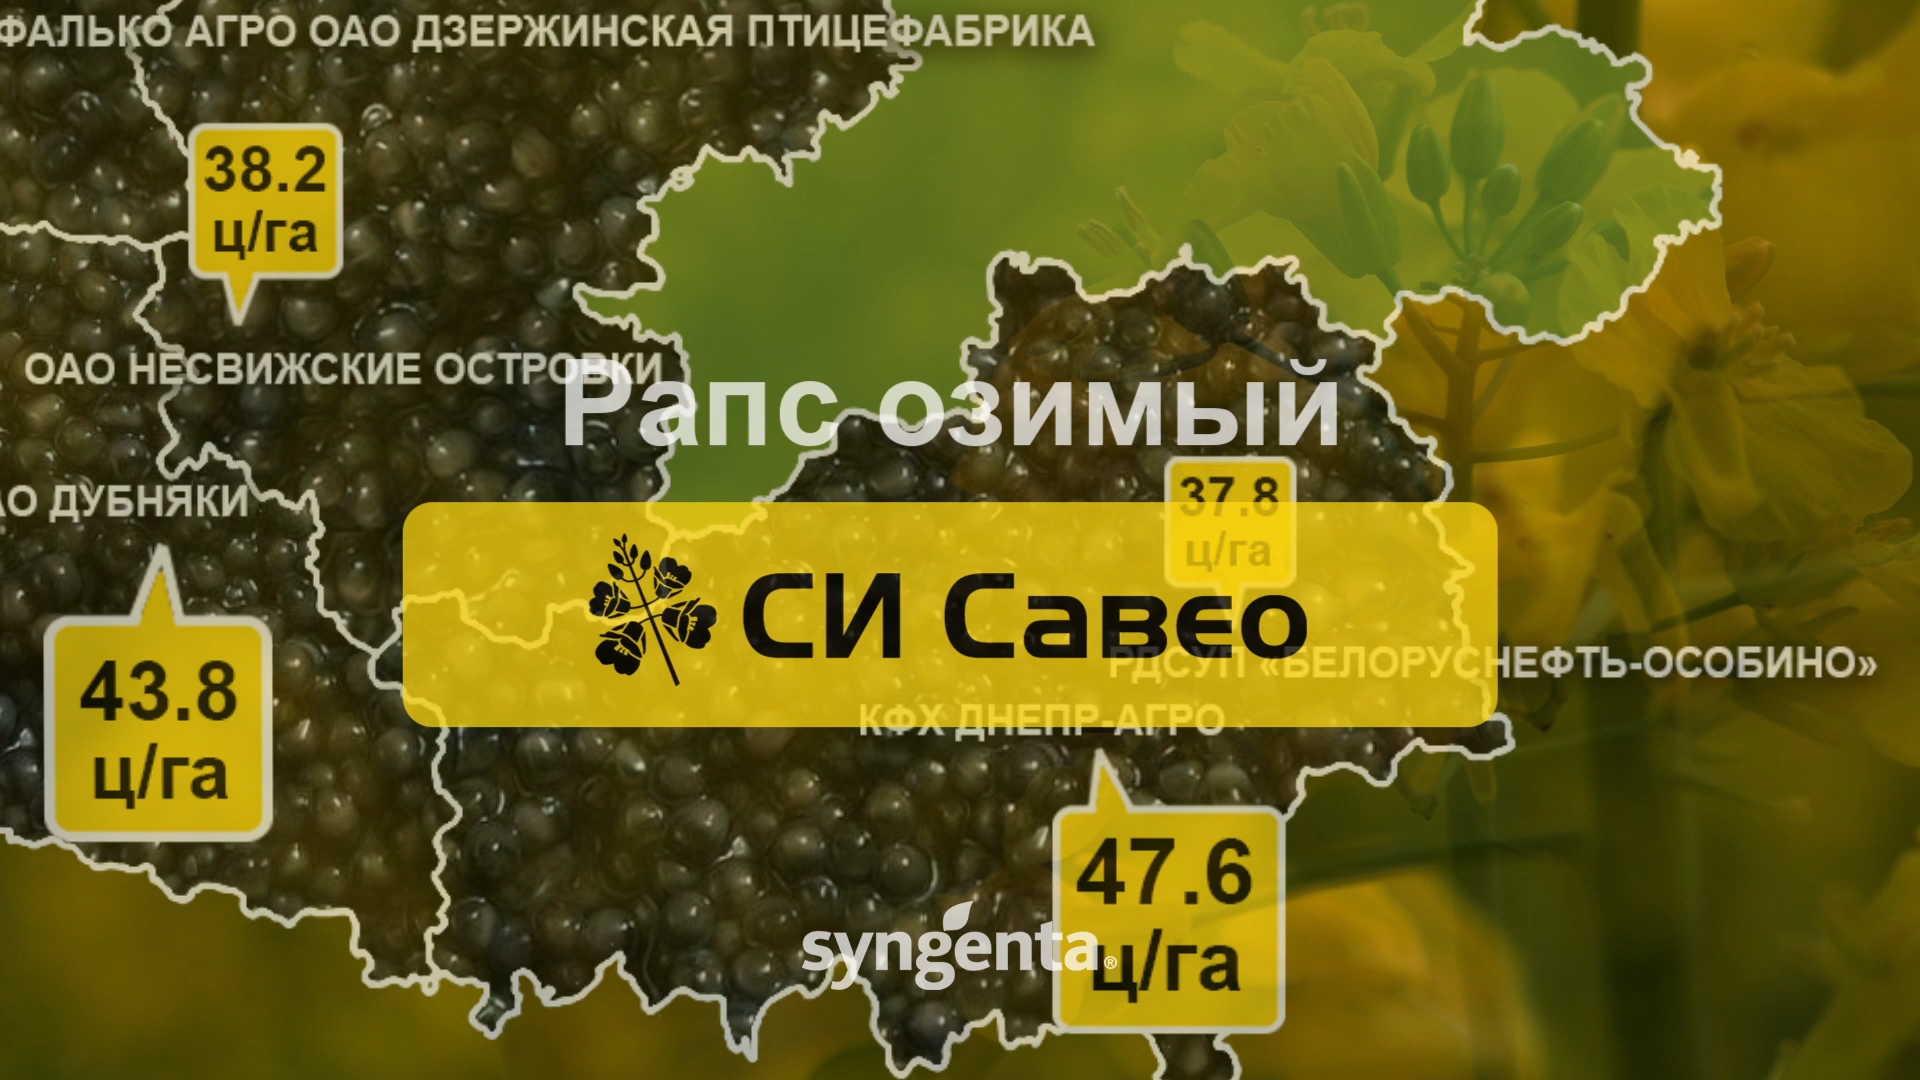 ФАЛЬКО АГРО ОАО ДЗЕРЖИНСКАЯ ПТИЦЕФАБРИКА
38.2
ц/га
ОАО НЕСВИЖСКИЕ ОСТРОВКИ
Рапс озимый
37.8
ц/га
АО ДУБНЯКИ
СИ Савео
43.8
ц/га
РДСУП «БЕЛОРУСНЕФТЬ-ОСОБИНО»
КФХ ДНЕПР-АГРО
47.6
ц/га
syngenta®